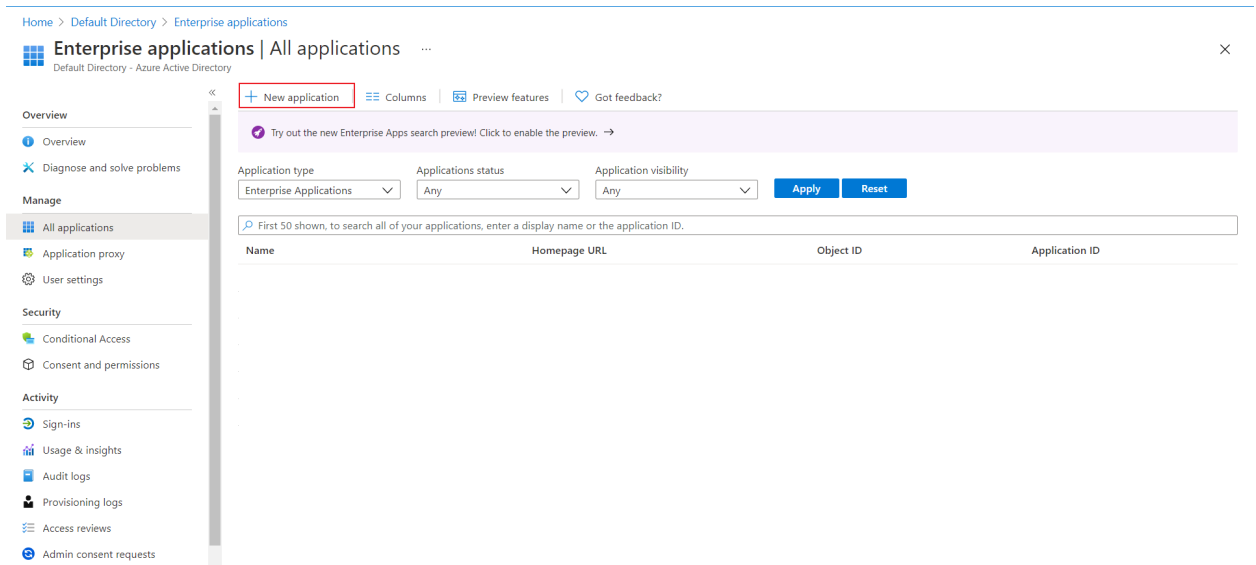 Home > Default Directory > Enterprise applications
Enterprise applications | All applications ...
Default Directory - Azure Active Directory
Overview
Overview
Diagnose and solve problems
Manage
All applications
Application proxy
User settings
Security
Conditional Access
Consent and permissions
Activity
Sign-ins
Usage & insights
Audit logs
Provisioning logs
Access reviews
Admin consent requests
New application Columns Preview features Got feedback?
Try out the new Enterprise Apps search preview! Click to enable the preview. →
Application type Applications status Application visibility
Enterprise Applications Any Any Apply Reset
First 50 shown, to search all of your applications, enter a display name or the application ID.
Name Homepage URL Object ID Application ID